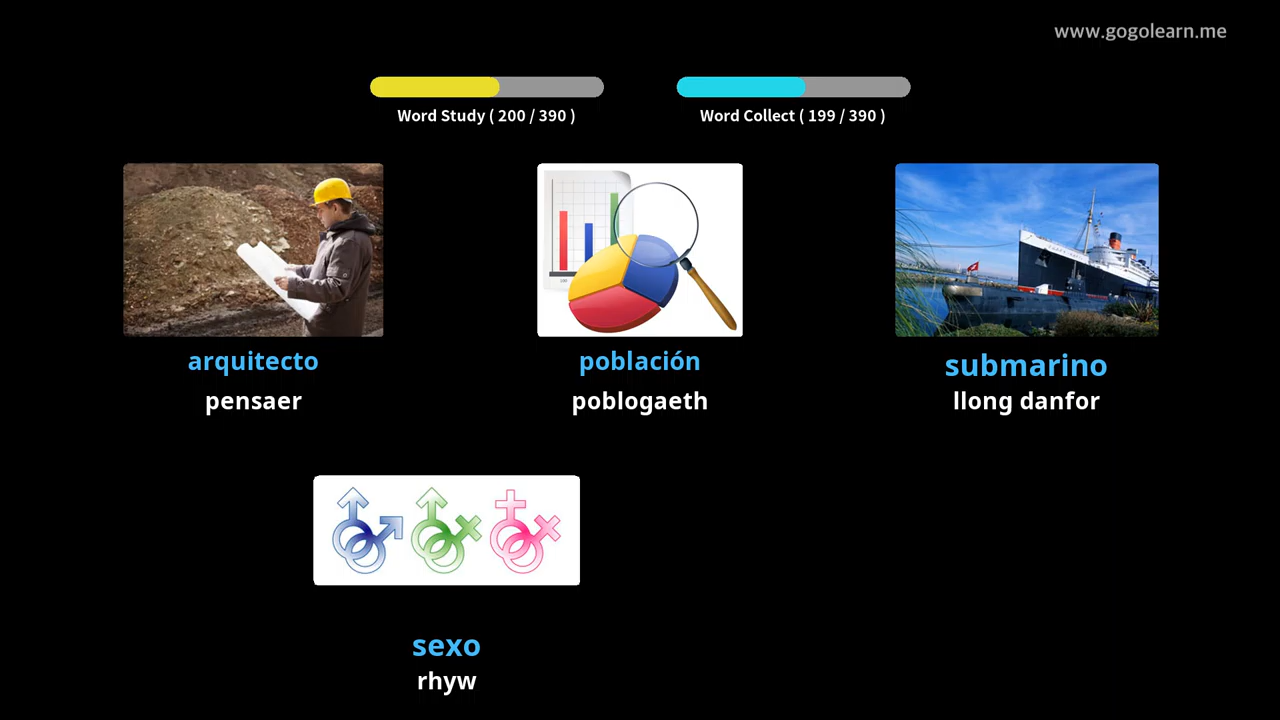 www.gogolearn.me
Word Study ( 200 / 390 )
Word Collect ( 199 / 390 )
arquitecto
pensaer
población
poblogaeth
submarino
llong danfor
sexo
rhyw